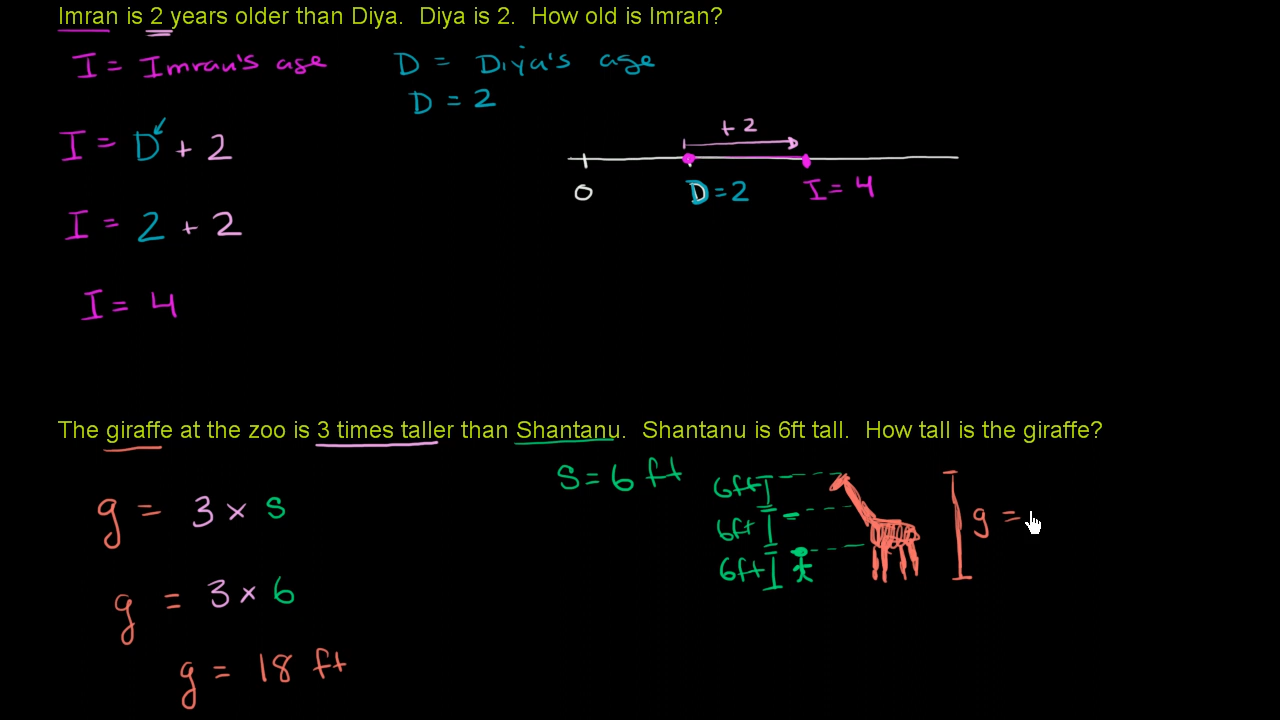 Imran is 2 years older than Diya. Diya is 2. How old is Imran?
I = Imran's age
D = Diya's age
D = 2
I = D + 2
+2
0
D = 2
I = 4
I = 2 + 2
I = 4
The giraffe at the zoo is 3 times taller than Shantanu. Shantanu is 6ft tall. How tall is the giraffe?
S = 6 ft
g = 3 × S
6ft
6ft
6ft
g =
g = 3 × 6
g = 18 ft